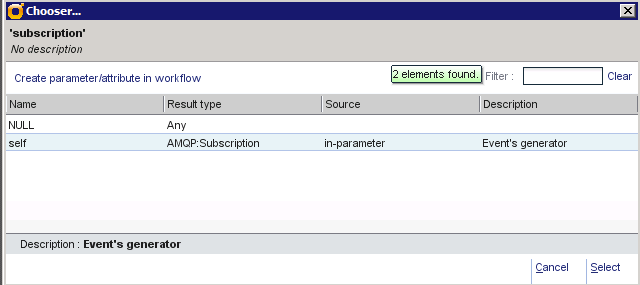 Chooser...
'subscription'
No description
Create parameter/attribute in workflow 2 elements found. Filter : Clear
Name Result type Source Description
NULL Any
self AMQP:Subscription in-parameter Event's generator
Description : Event's generator
Cancel Select